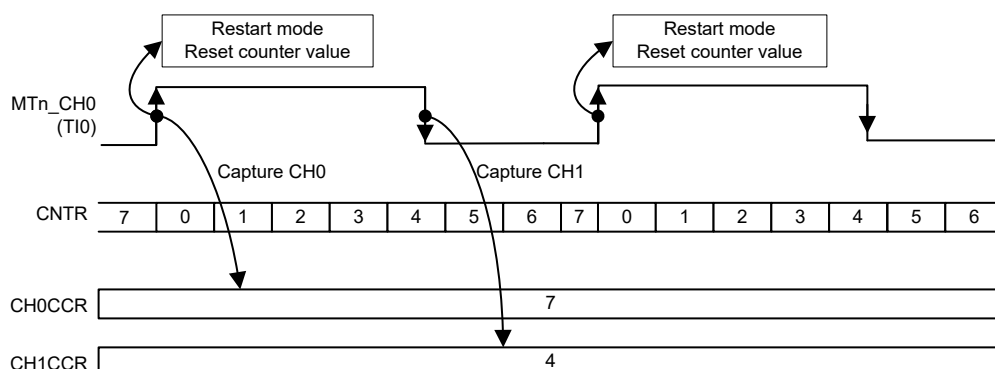 Restart mode
Reset counter value
Restart mode
Reset counter value
MTn_CH0
(TI0)
Capture CH0
Capture CH1
CNTR 7 0 1 2 3 4 5 6 7 0 1 2 3 4 5 6
CH0CCR 7
CH1CCR 4